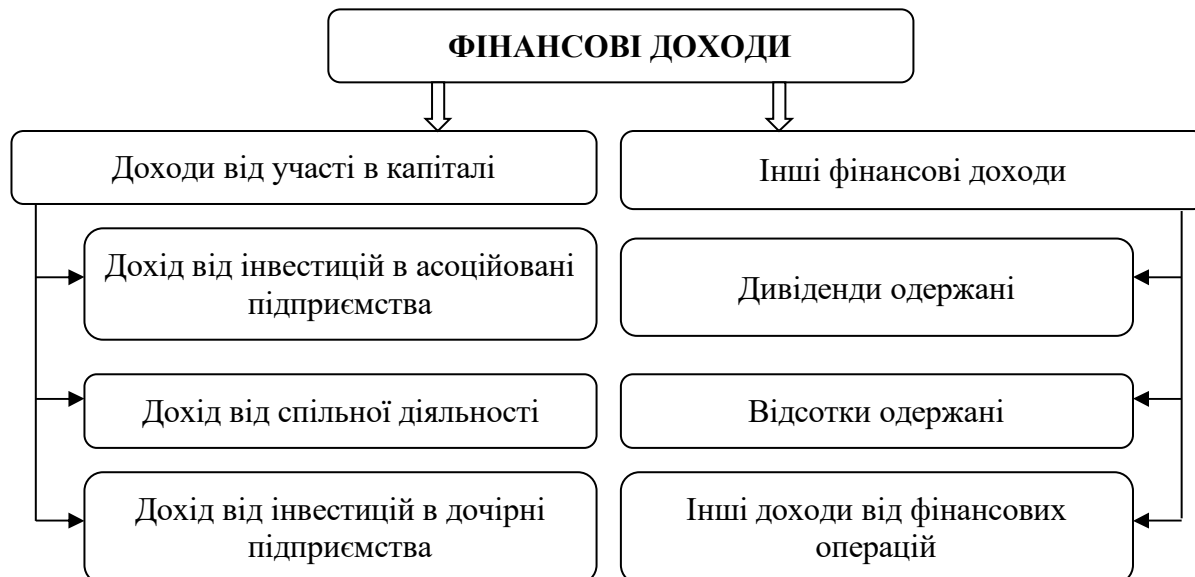 ФІНАНСОВІ ДОХОДИ
Доходи від участі в капіталі
Інші фінансові доходи
Дохід від інвестицій в асоційовані
підприємства
Дивіденди одержані
Дохід від спільної діяльності
Відсотки одержані
Дохід від інвестицій в дочірні
підприємства
Інші доходи від фінансових
операцій